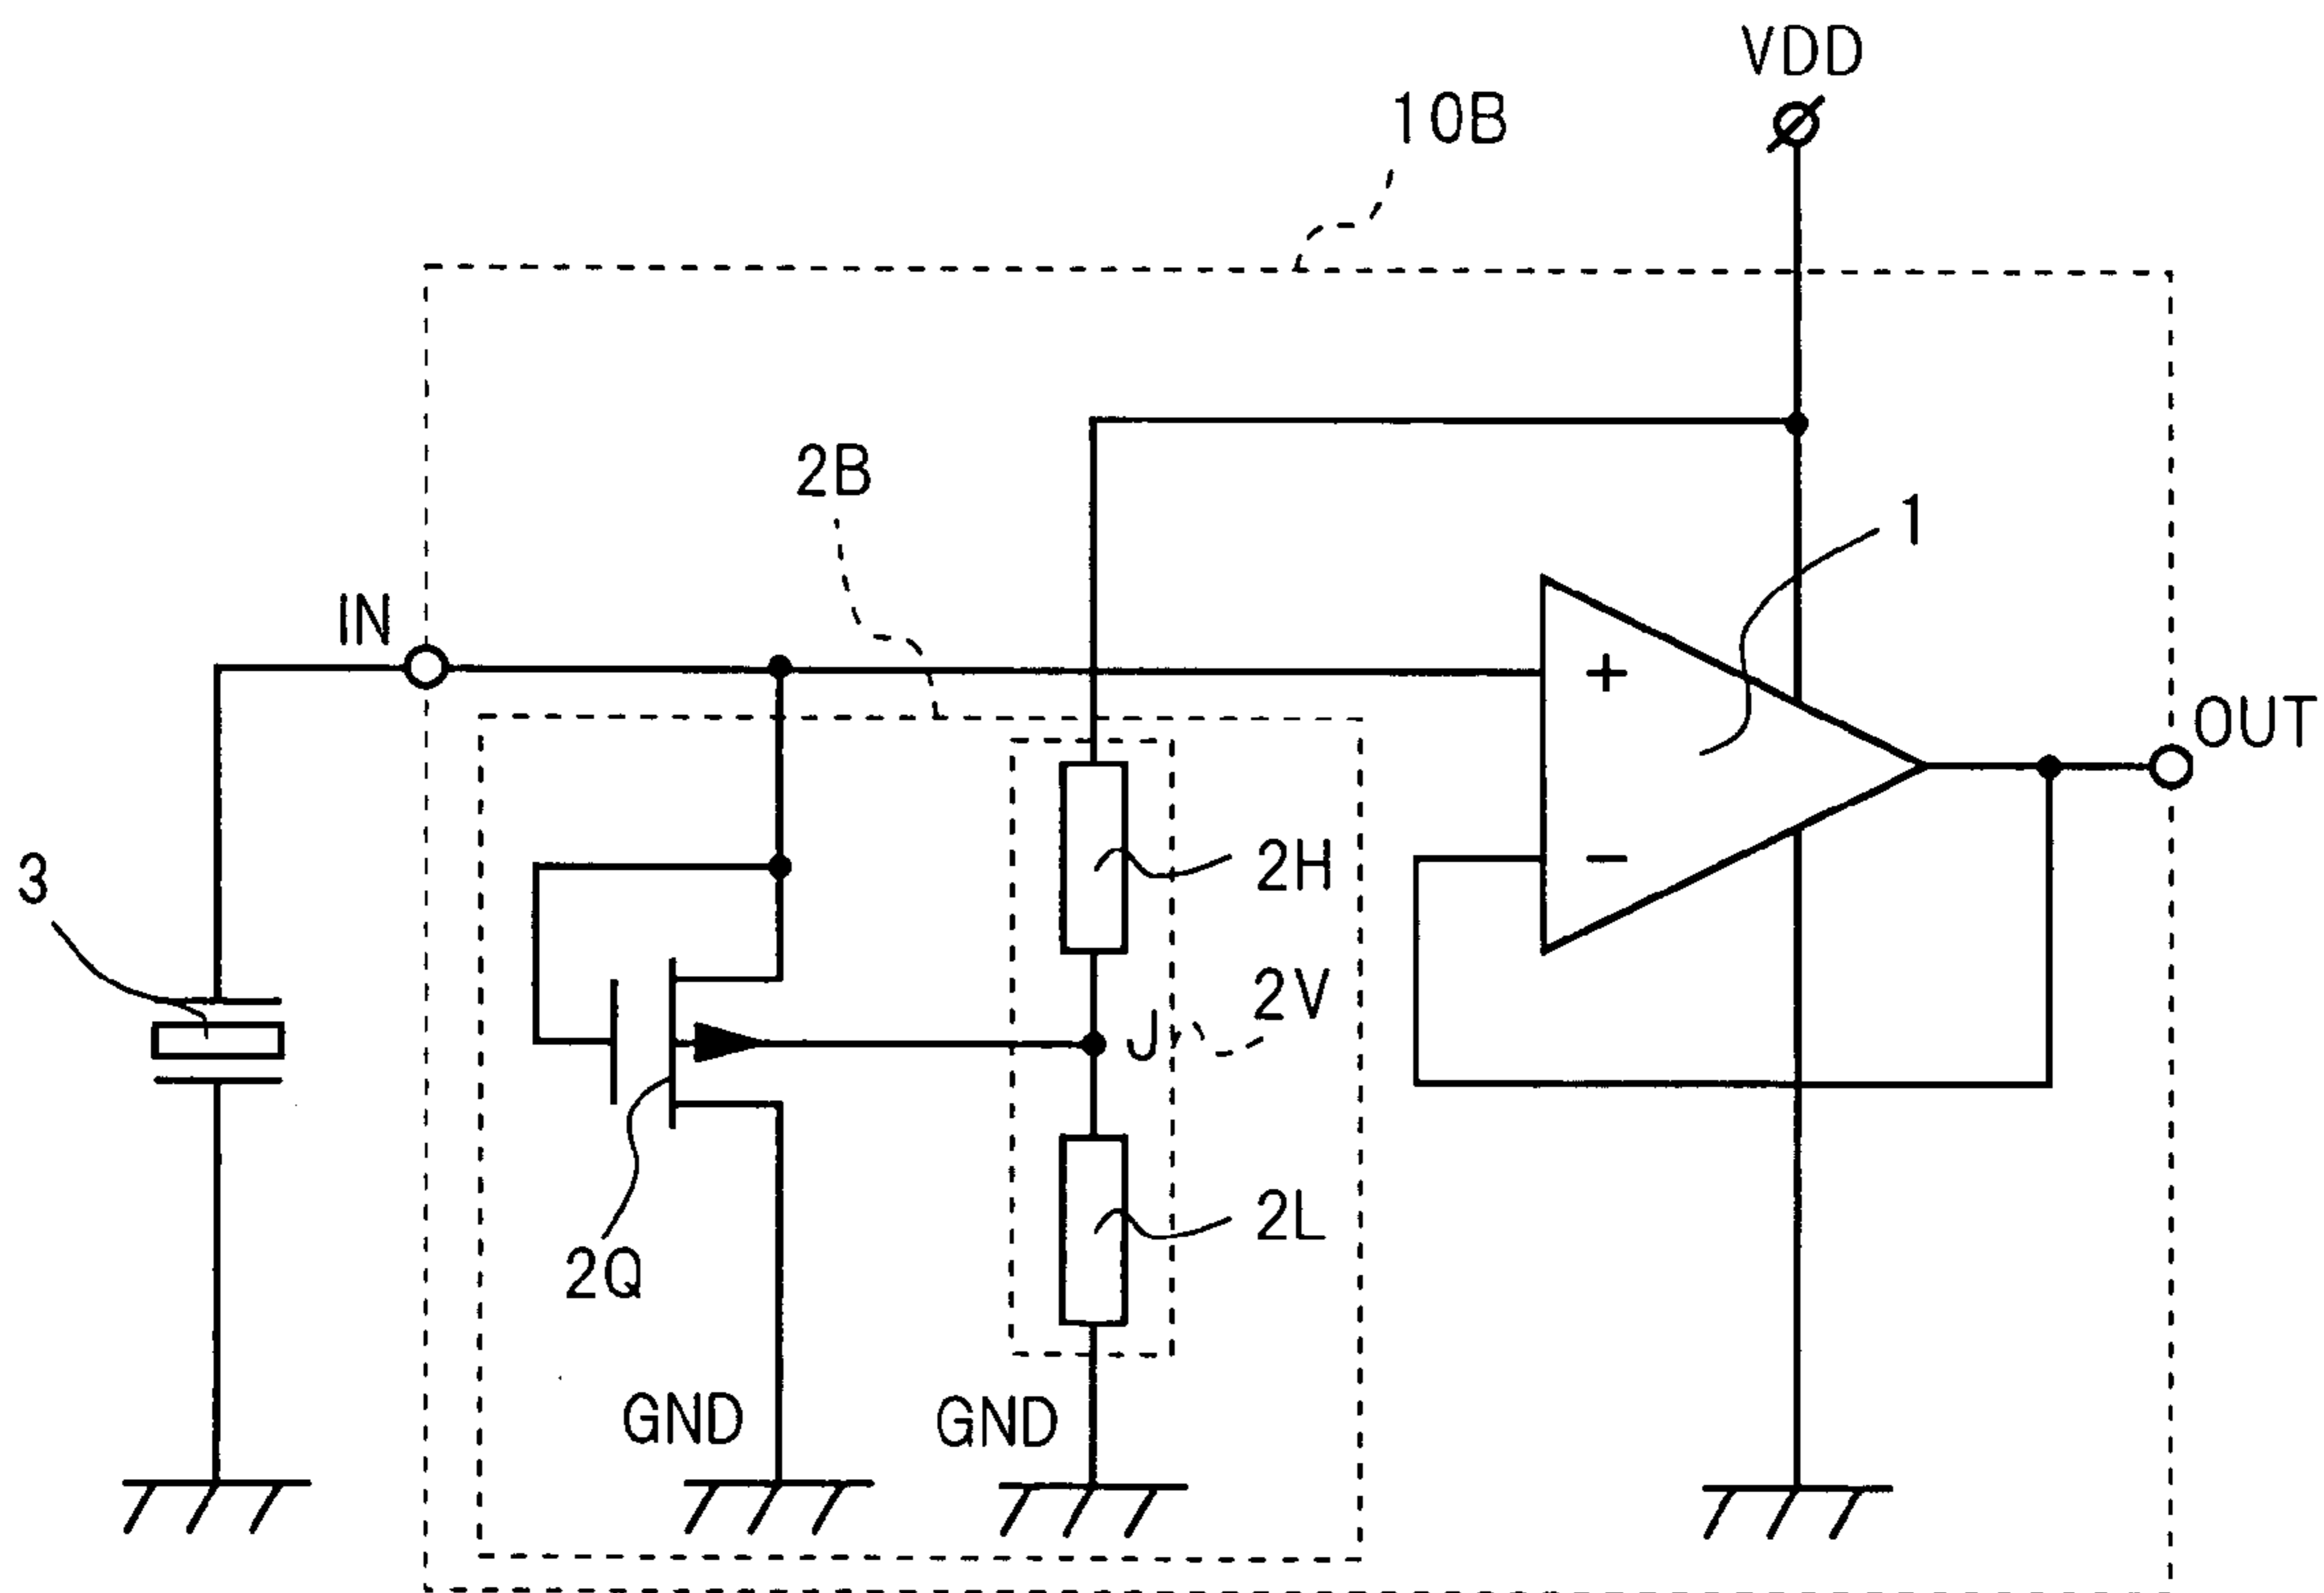 VDD
10B
2B
1
IN
+
OUT
3
−
2H
2V
J
2L
2Q
GND
GND